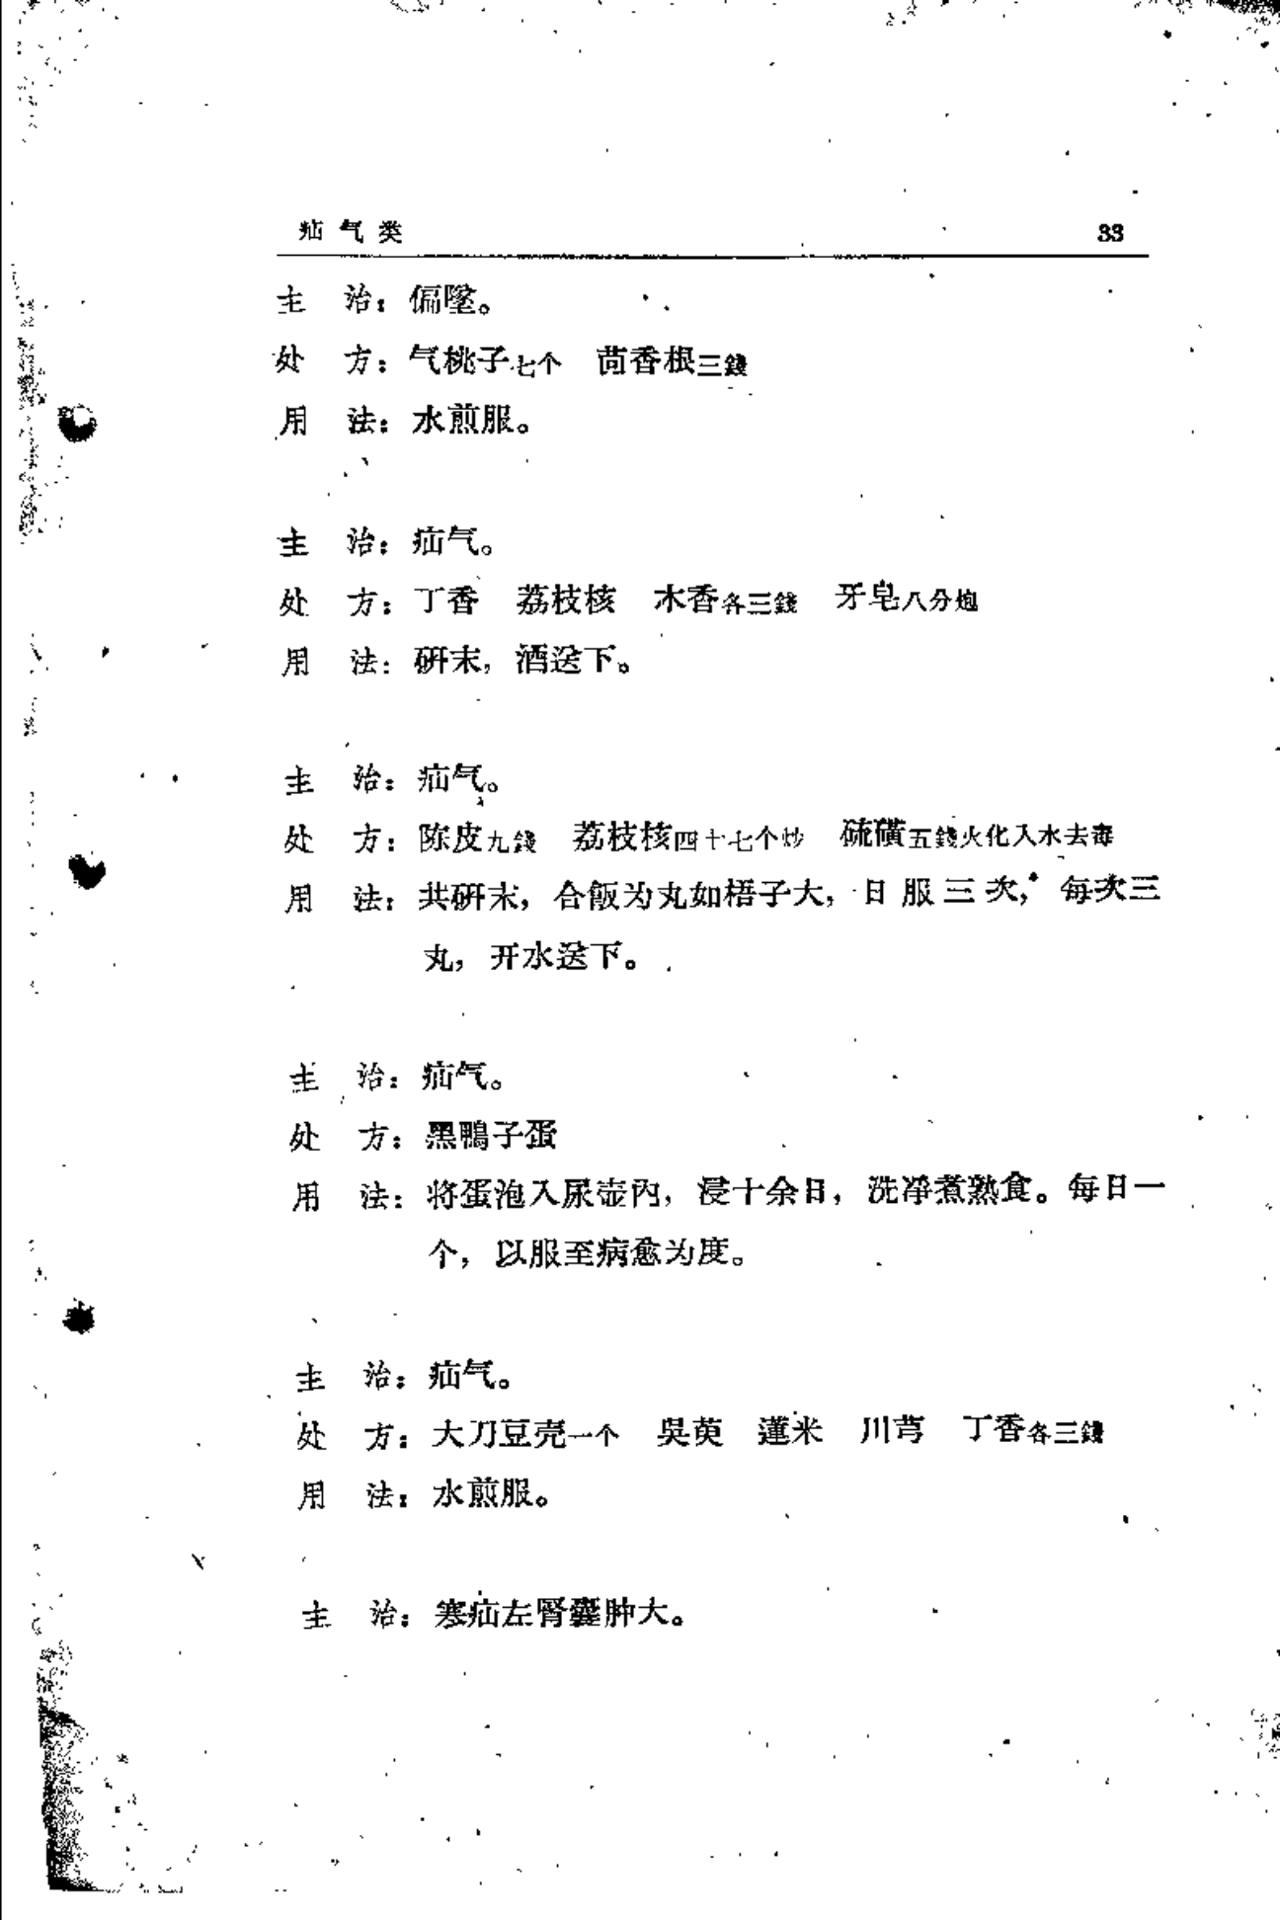 疝气类 33
主　治：偏墜。
处　方：气桃子七个　茴香根三錢
用　法：水煎服。
主　治：疝气。
处　方：丁香　荔枝核　木香各三錢　牙皂八分炮
用　法：研末，酒送下。
主　治：疝气。
处　方：陈皮九錢　荔枝核四十七个炒　硫磺五錢火化入水去毒
用　法：共研末，合飯为丸如梧子大，日服三次，每次三
丸，开水送下。
主　治：疝气。
处　方：黑鴨子蛋
用　法：将蛋泡入尿壶內，浸十余日，洗净煮熟食。每日一
个，以服至病愈为度。
主　治：疝气。
处　方：大刀豆壳一个　吳萸　蓮米　川芎　丁香各三錢
用　法：水煎服。
主　治：寒疝左腎囊肿大。